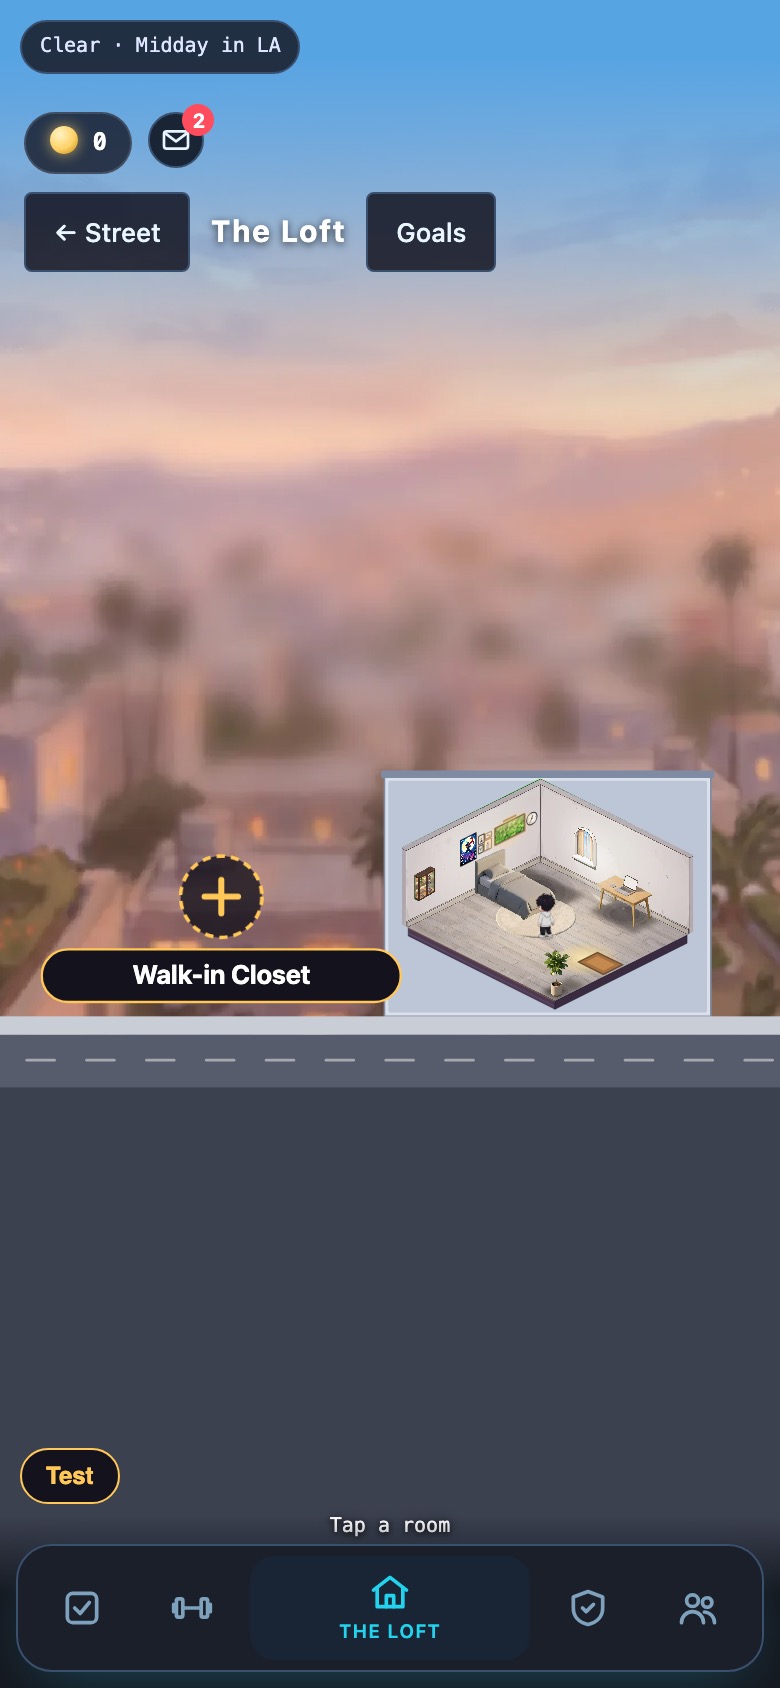 Clear · Midday in LA
0
2
← Street
The Loft
Goals
Walk-in Closet
Test
Tap a room
THE LOFT